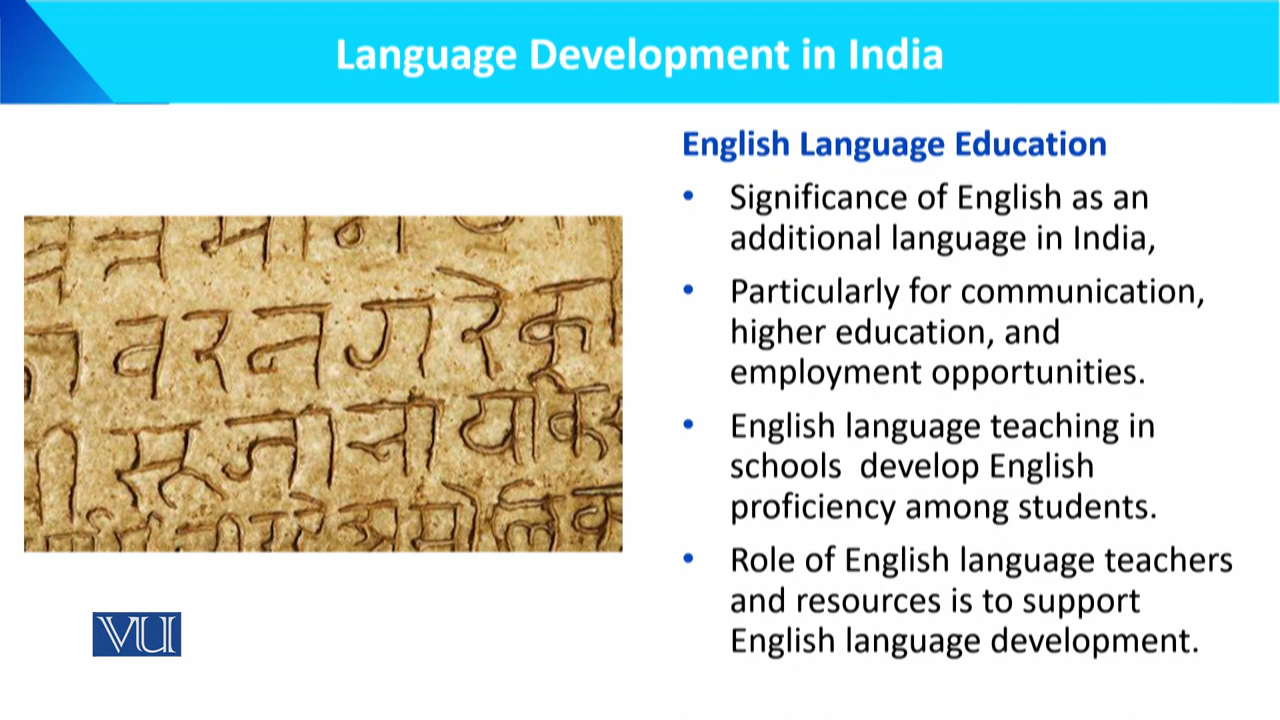 Language Development in India
English Language Education
• Significance of English as an
additional language in India,
• Particularly for communication,
higher education, and
employment opportunities.
• English language teaching in
schools develop English
proficiency among students.
• Role of English language teachers
and resources is to support
English language development.
वरनगरेक
सूजानाया
VU